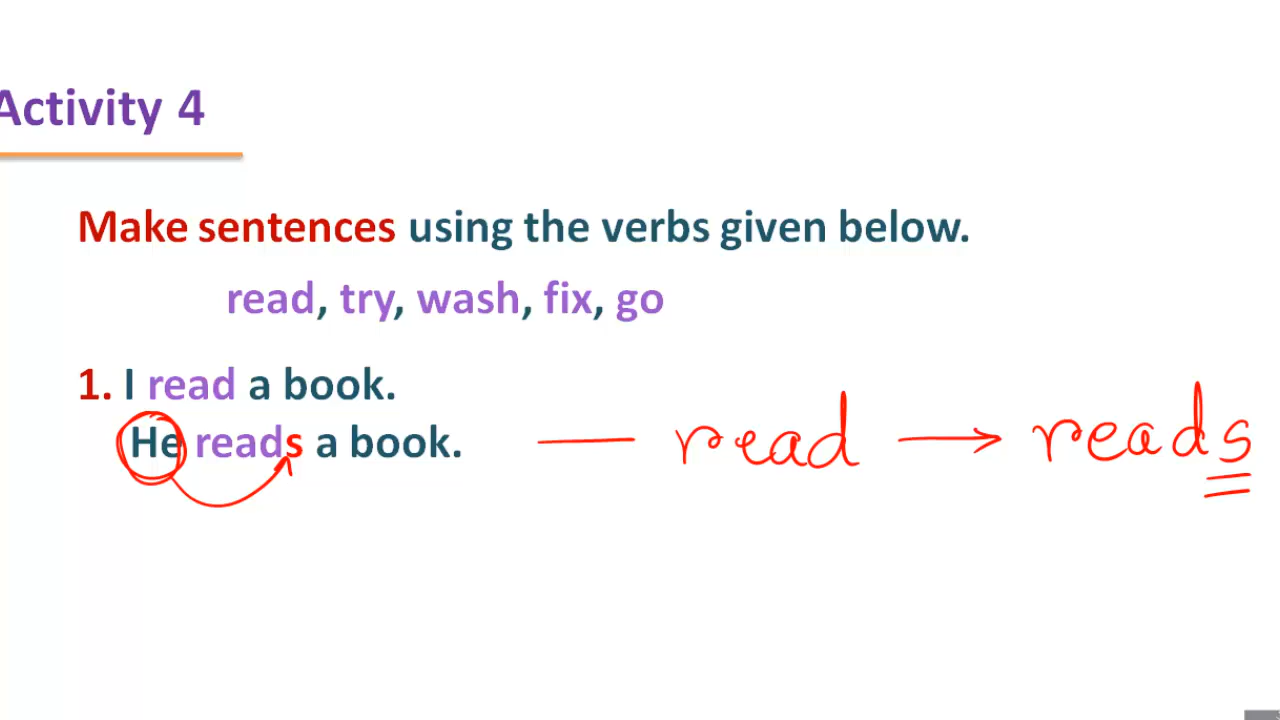 Activity 4
Make sentences using the verbs given below.
read, try, wash, fix, go
1. I read a book.
He reads a book. — read → reads